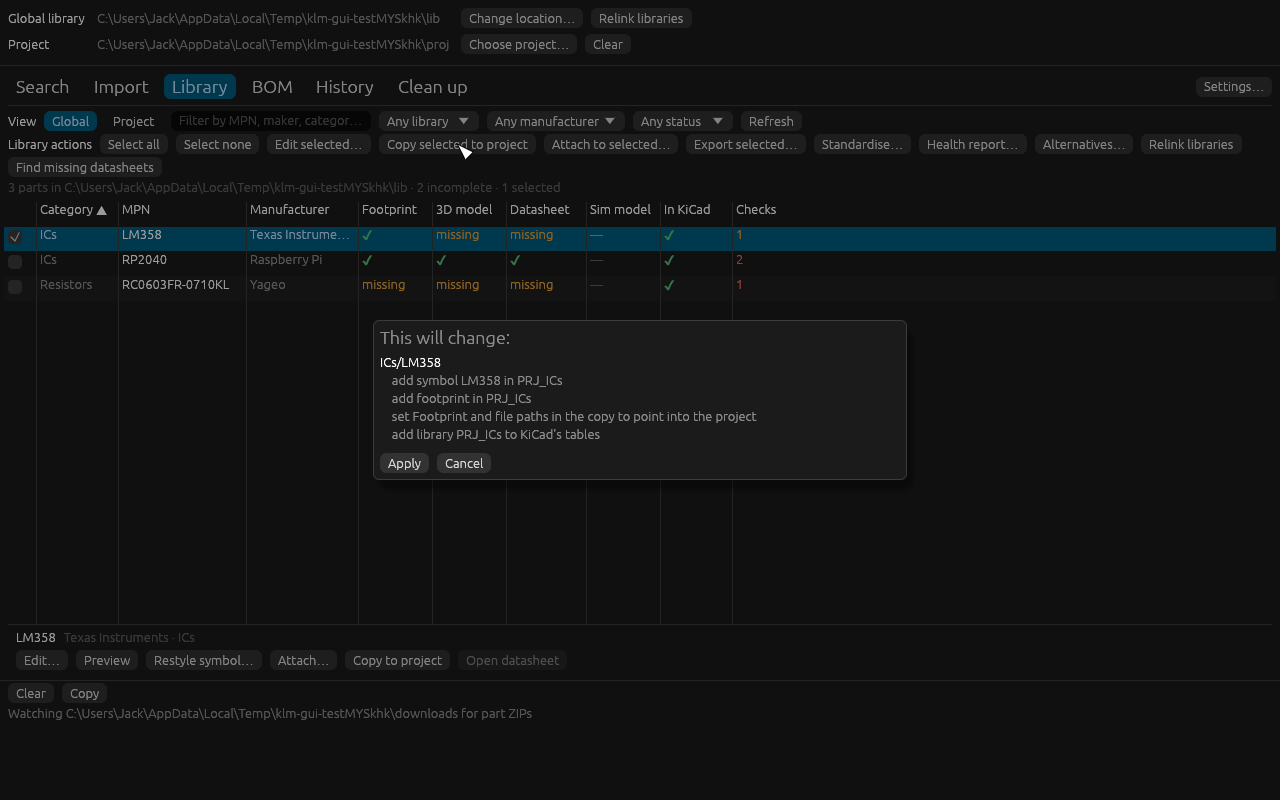 Global library C:\Users\Jack\AppData\Local\Temp\klm-gui-testMYSkhk\lib Change location... Relink libraries
Project C:\Users\Jack\AppData\Local\Temp\klm-gui-testMYSkhk\proj Choose project... Clear
Search Import Library BOM History Clean up Settings...
View Global Project Filter by MPN, maker, categor... Any library Any manufacturer Any status Refresh
Library actions Select all Select none Edit selected... Copy selected to project Attach to selected... Export selected... Standardise... Health report... Alternatives... Relink libraries
Find missing datasheets
3 parts in C:\Users\Jack\AppData\Local\Temp\klm-gui-testMYSkhk\lib · 2 incomplete · 1 selected
Category ▲ MPN Manufacturer Footprint 3D model Datasheet Sim model In KiCad Checks
ICs LM358 Texas Instrume... ✔ missing missing — ✔ 1
ICs RP2040 Raspberry Pi ✔ ✔ ✔ — ✔ 2
Resistors RC0603FR-0710KL Yageo missing missing missing — ✔ 1
This will change:
ICs/LM358
add symbol LM358 in PRJ_ICs
add footprint in PRJ_ICs
set Footprint and file paths in the copy to point into the project
add library PRJ_ICs to KiCad's tables
Apply Cancel
LM358 Texas Instruments · ICs
Edit... Preview Restyle symbol... Attach... Copy to project Open datasheet
Clear Copy
Watching C:\Users\Jack\AppData\Local\Temp\klm-gui-testMYSkhk\downloads for part ZIPs